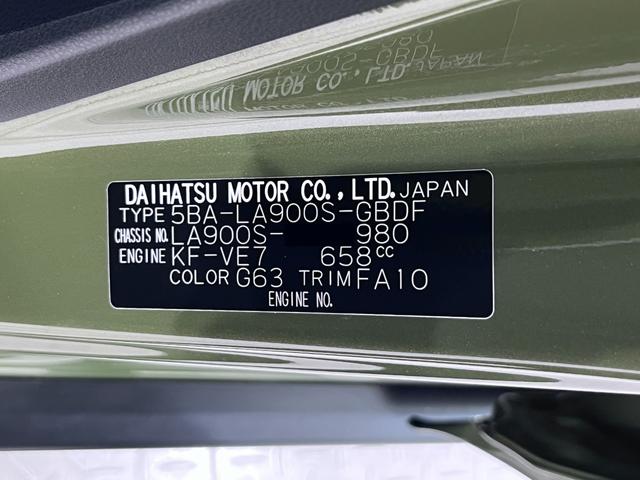 DAIHATSU MOTOR CO., LTD. JAPAN
TYPE 5BA-LA900S-GBDF
CHASSIS NO. LA900S- 980
ENGINE KF-VE7 658cc
COLOR G63 TRIM FA10
ENGINE NO.